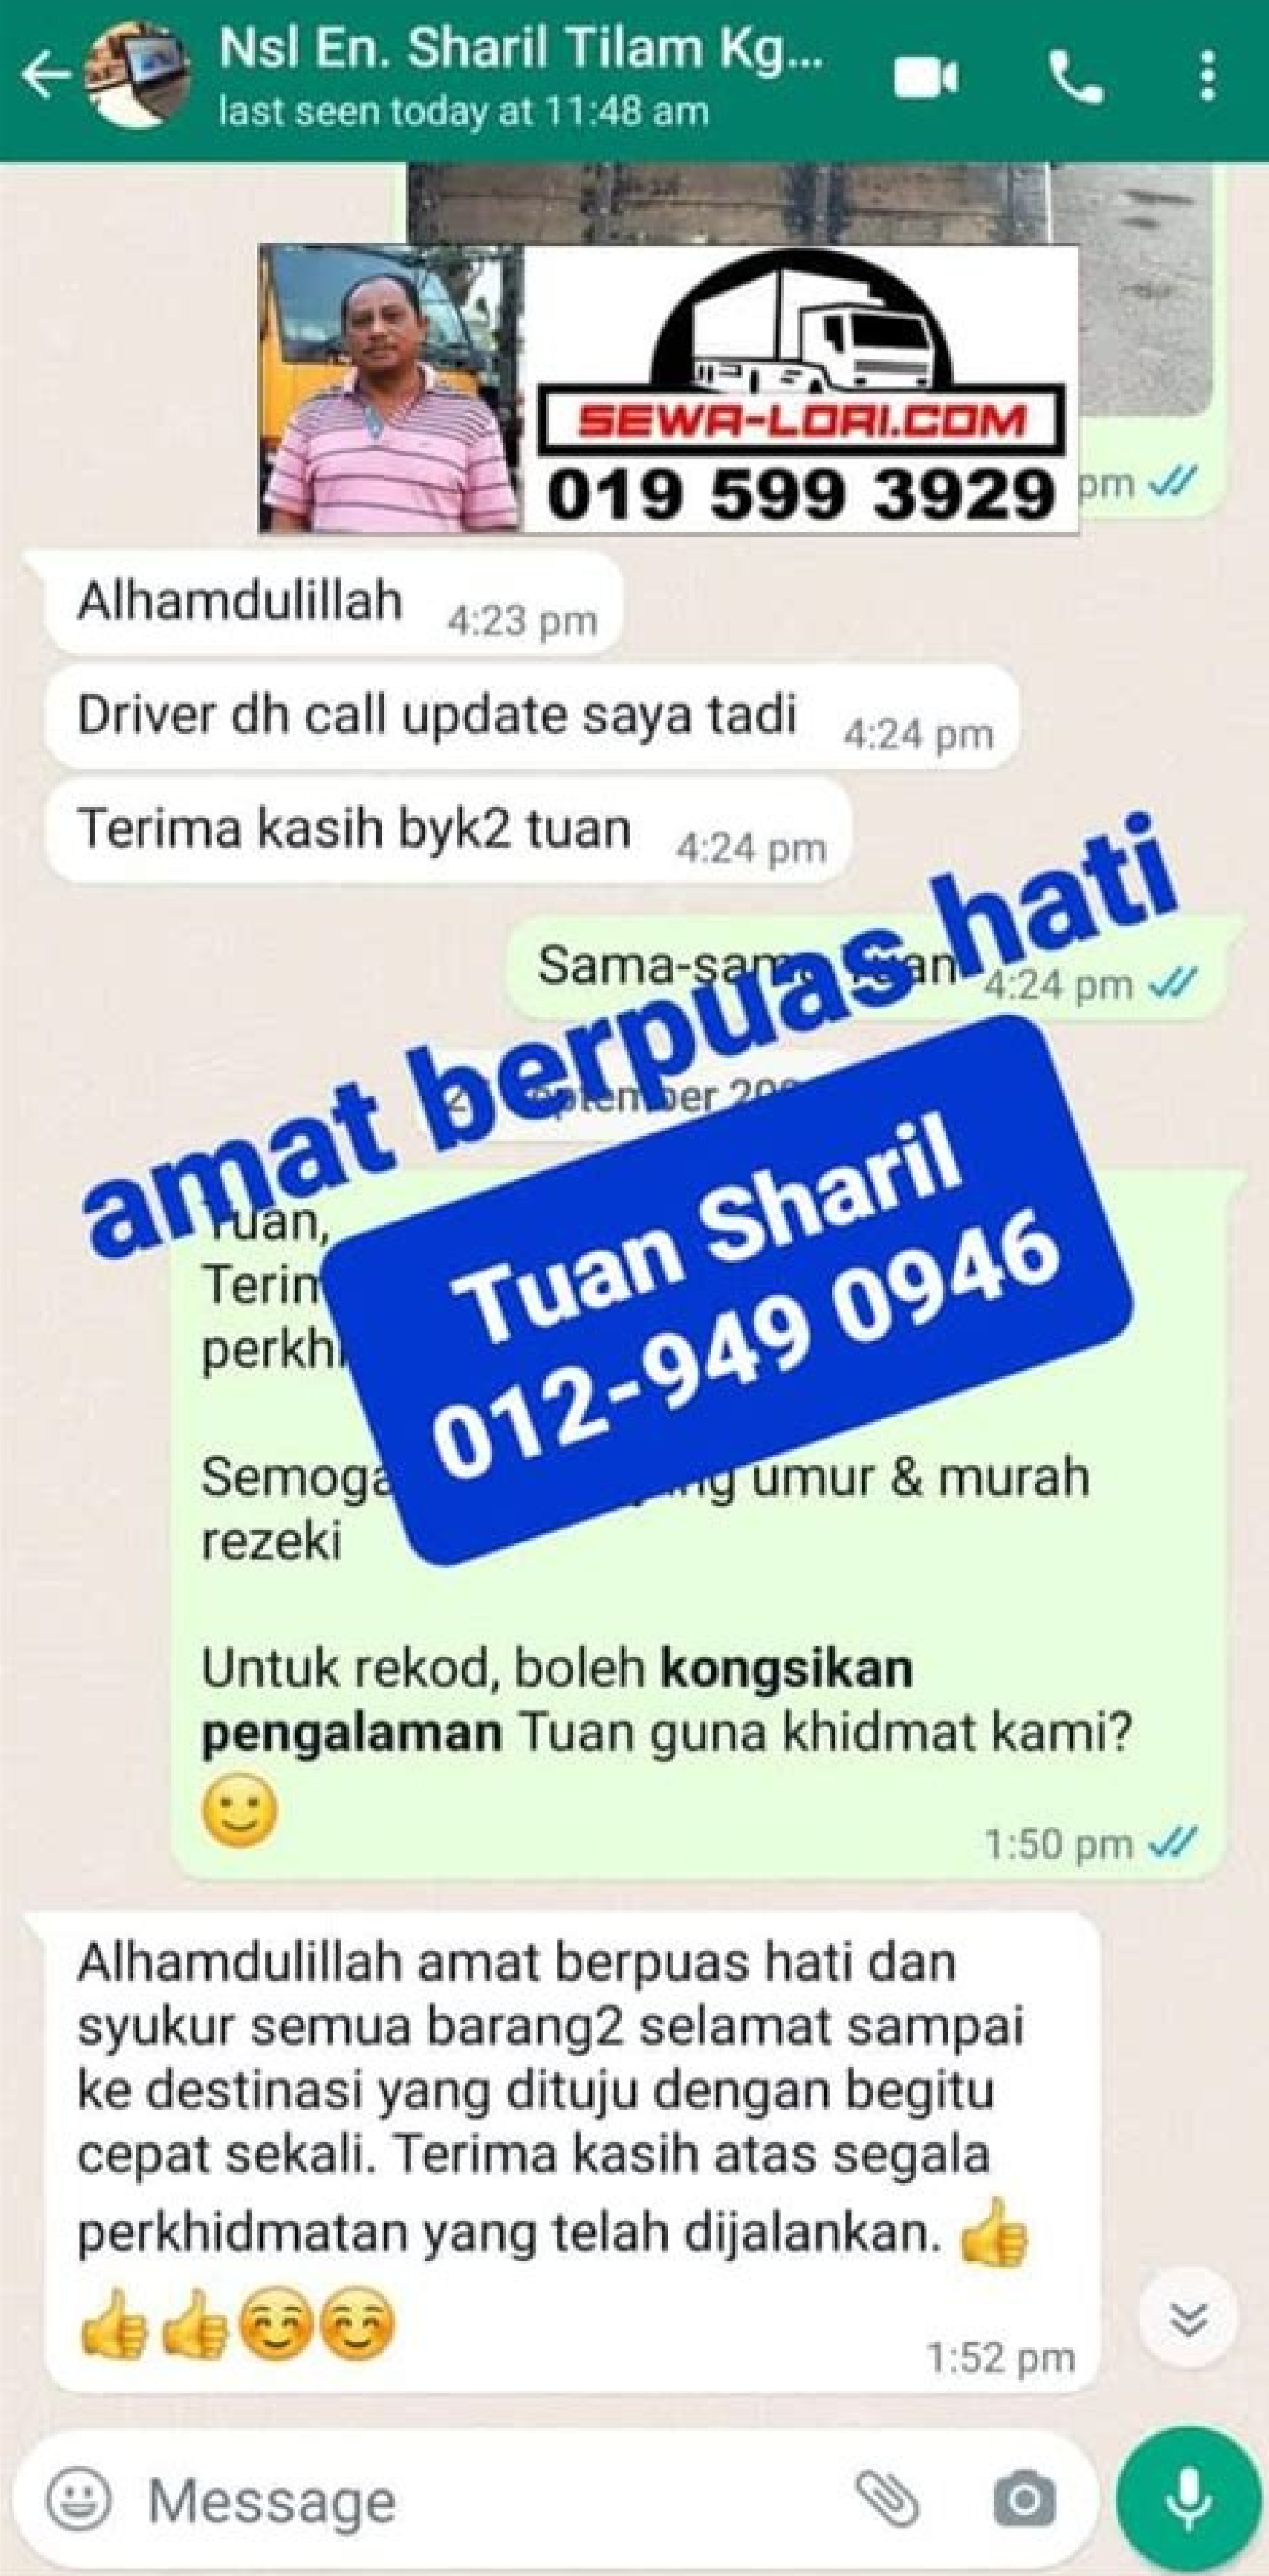 Nsl En. Sharil Tilam Kg...
last seen today at 11:48 am
SEWA-LORI.COM
019 599 3929
pm
Alhamdulillah 4:23 pm
Driver dh call update saya tadi 4:24 pm
Terima kasih byk2 tuan 4:24 pm
amat berpuas hati
4:24 pm
Tuan Sharil
012-949 0946
Tuan,
umur & murah
rezeki
Untuk rekod, boleh kongsikan
pengalaman Tuan guna khidmat kami?
🙂
1:50 pm
Alhamdulillah amat berpuas hati dan
syukur semua barang2 selamat sampai
ke destinasi yang dituju dengan begitu
cepat sekali. Terima kasih atas segala
perkhidmatan yang telah dijalankan. 👍
👍👍😊😊
1:52 pm
Message